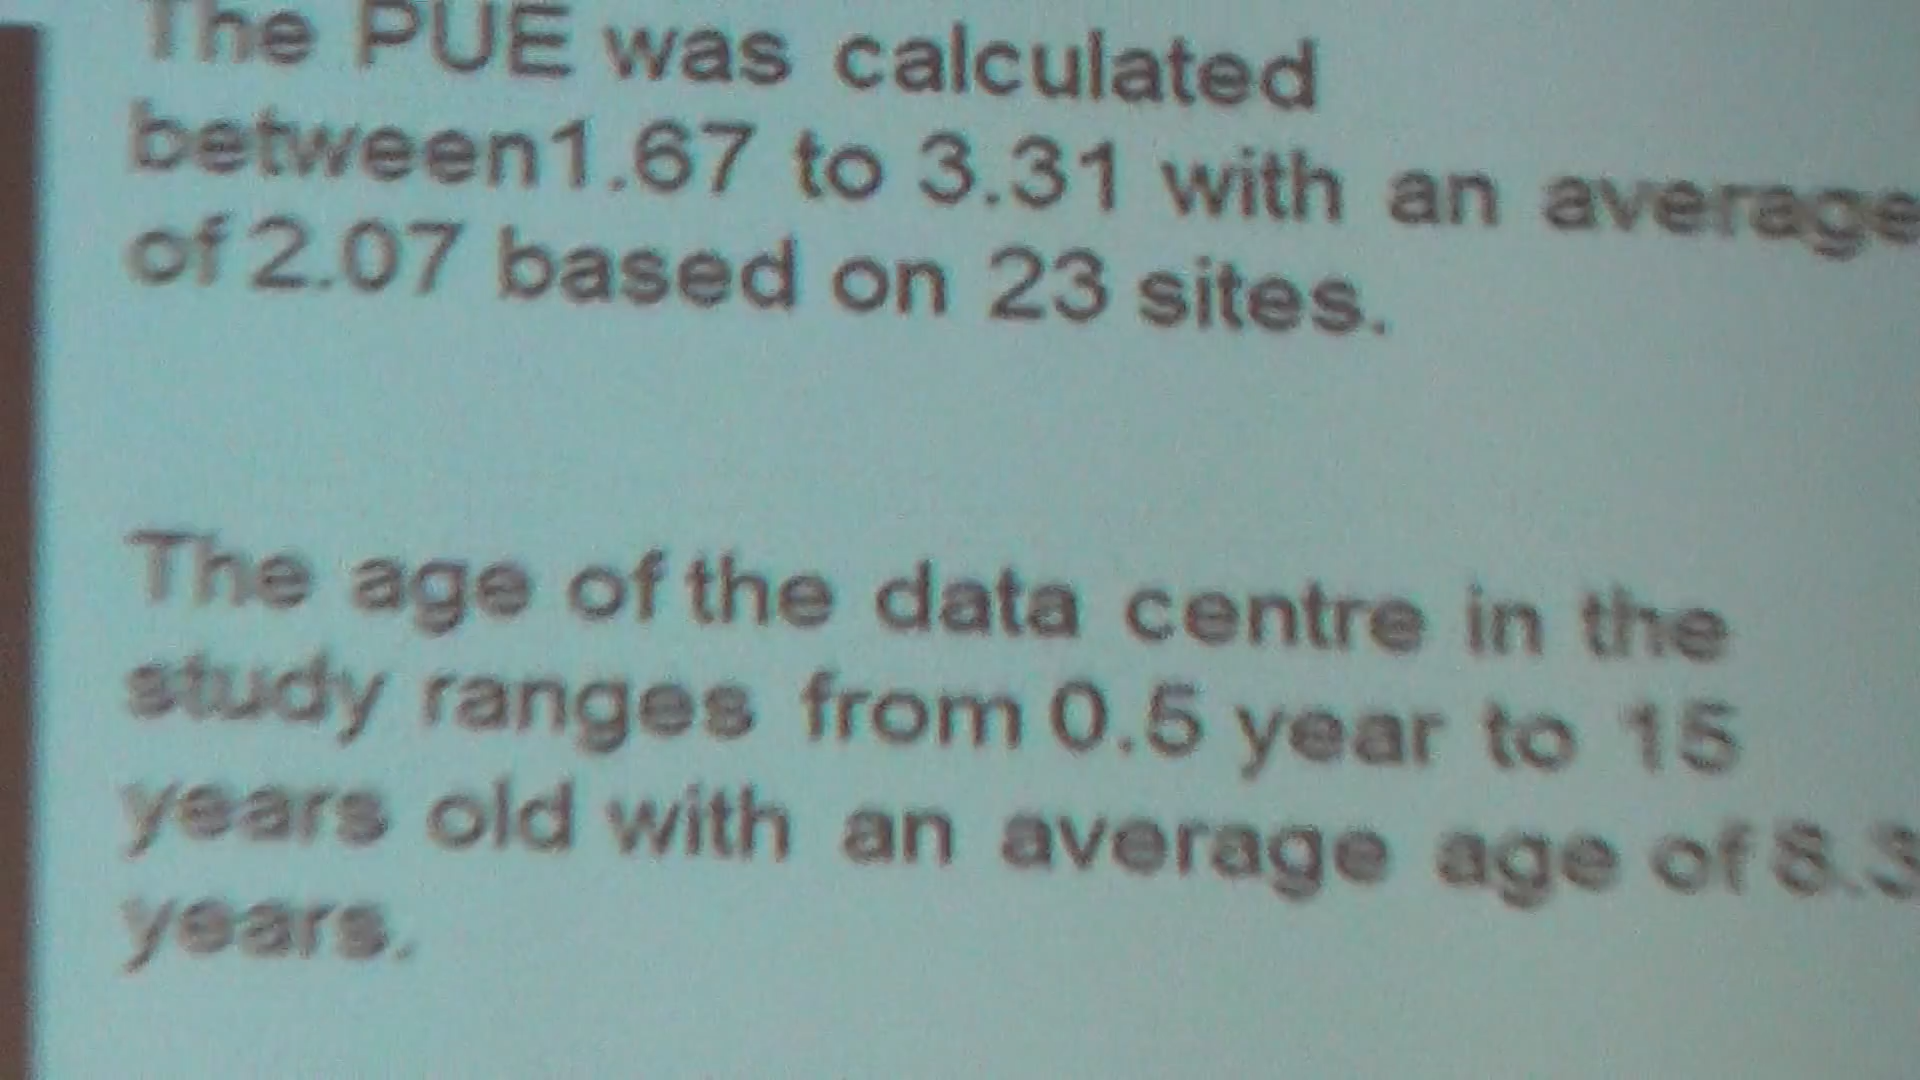 The PUE was calculated
between1.67 to 3.31 with an average
of 2.07 based on 23 sites.
The age of the data centre in the
study ranges from 0.5 year to 15
years old with an average age of
years.